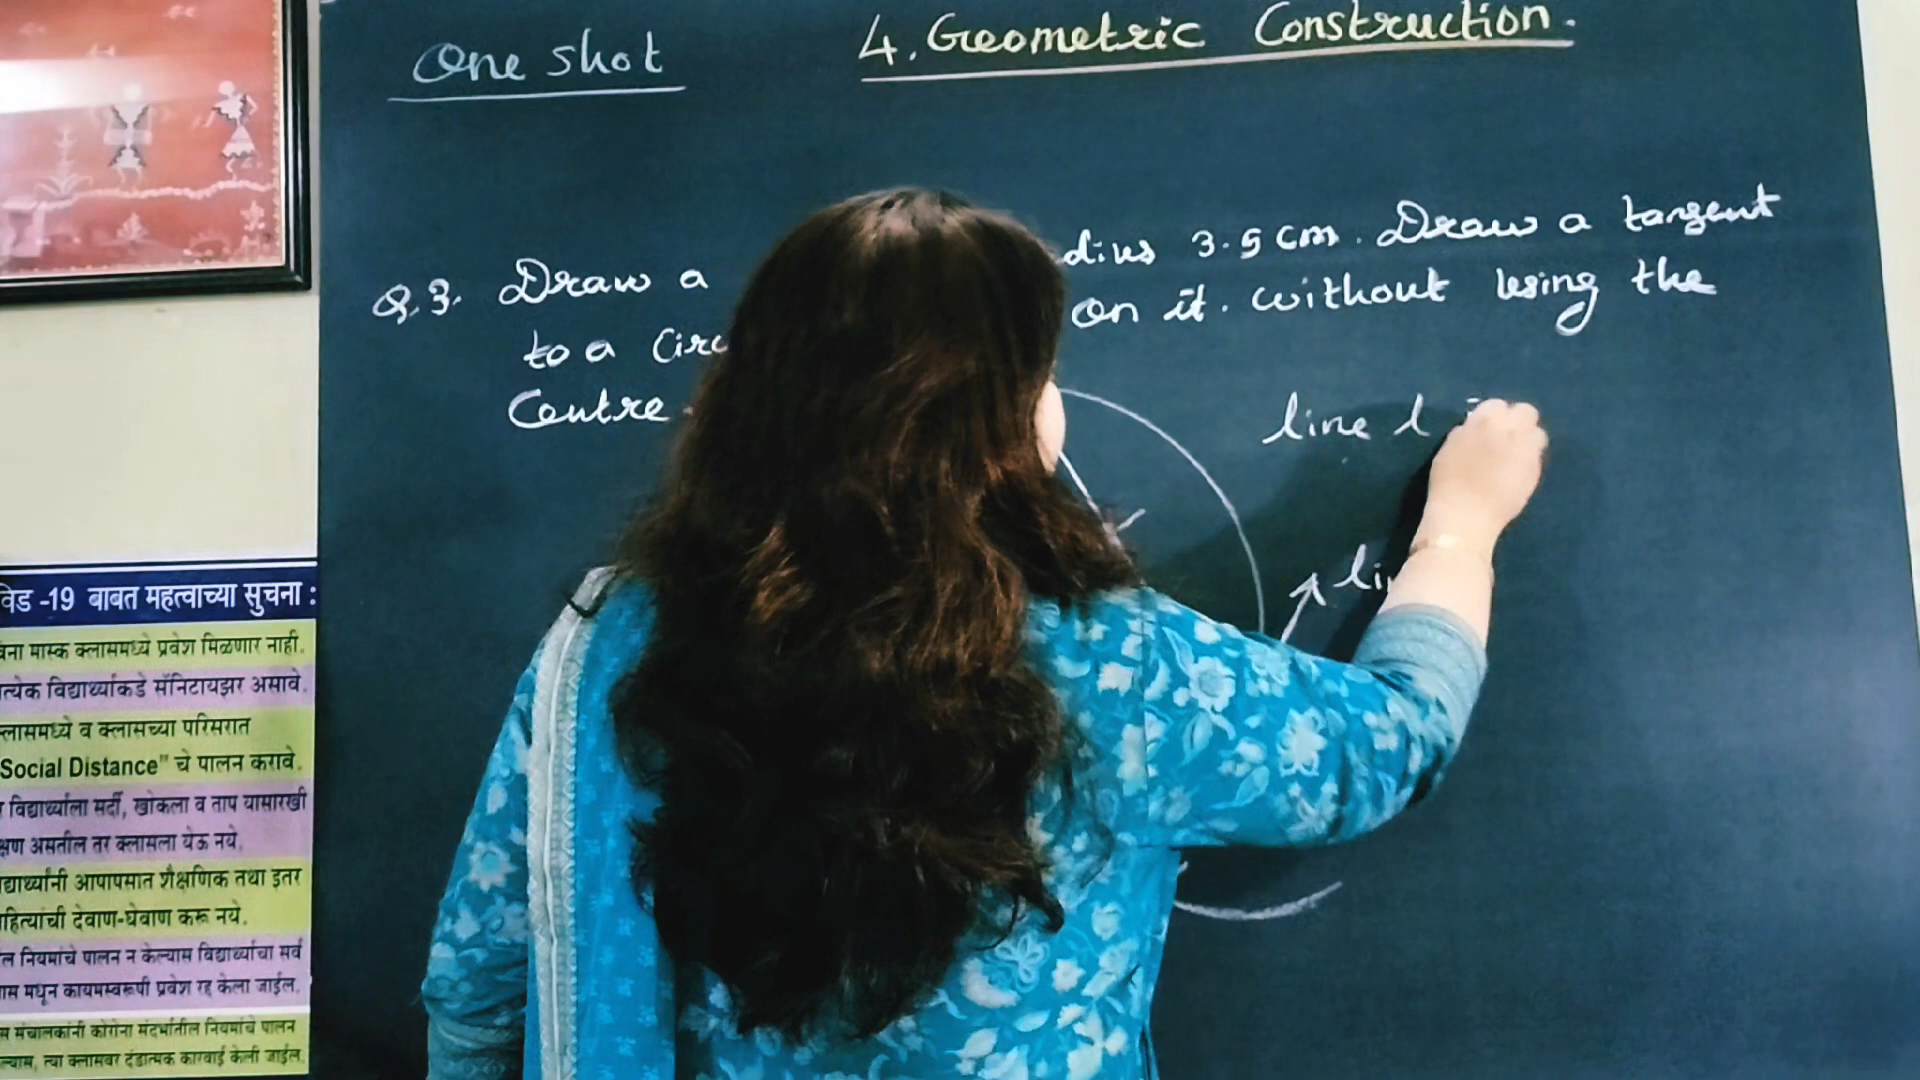 One shot
4. Geometric Construction.
Q.3. Draw a dius 3.5 cm. Draw a tangent
to a Circ on it. without using the
Centre.
line l
li
विड -19 बाबत महत्वाच्या सुचना :
वेना मास्क क्लासमध्ये प्रवेश मिळणार नाही.
त्येक विद्यार्थ्याकडे सॅनिटायझर असावे.
लासमध्ये व क्लासच्या परिसरात
Social Distance" चे पालन करावे.
विद्यार्थ्याला सर्दी, खोकला व ताप यासारखी
क्षण असतील तर क्लासला येऊ नये.
द्यार्थ्यांनी आपापसात शैक्षणिक तथा इतर
हित्यांची देवाण-घेवाण करू नये.
ल नियमांचे पालन न केल्यास विद्यार्थ्याचा सर्व
ास मधून कायमस्वरूपी प्रवेश रद्द केला जाईल.
स संचालकांनी कोरोना संदर्भातील नियमांचे पालन
ल्यास, त्या क्लासवर दंडात्मक कारवाई केली जाईल.